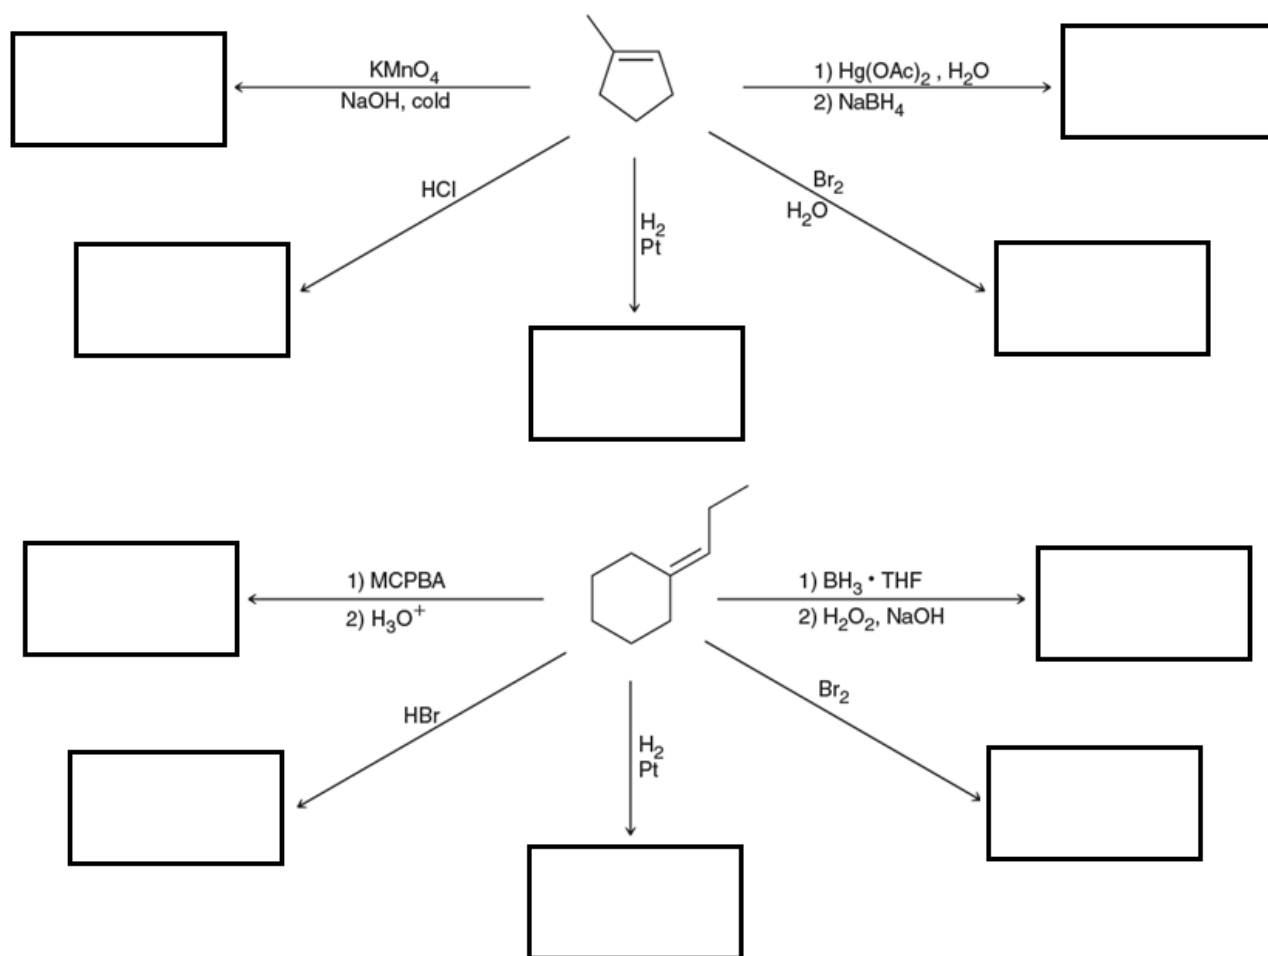 KMnO₄
NaOH, cold
1) Hg(OAc)₂ , H₂O
2) NaBH₄
HCl
H₂
Pt
Br₂
H₂O
1) MCPBA
2) H₃O⁺
1) BH₃ • THF
2) H₂O₂, NaOH
HBr
H₂
Pt
Br₂